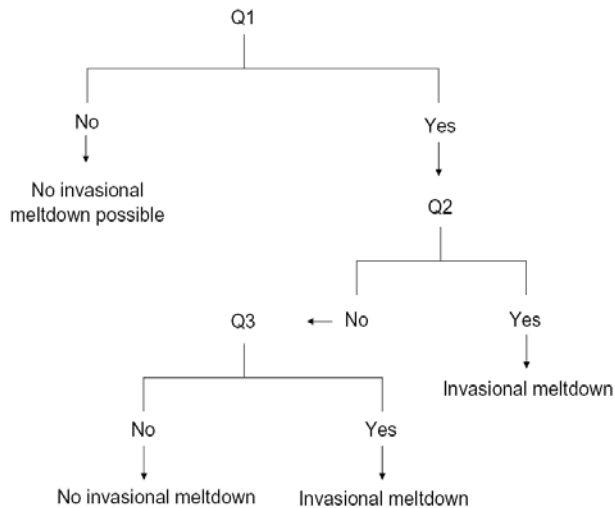 Q1
No
Yes
No invasional
meltdown possible
Q2
Q3
No
Yes
Invasional meltdown
No
Yes
No invasional meltdown
Invasional meltdown